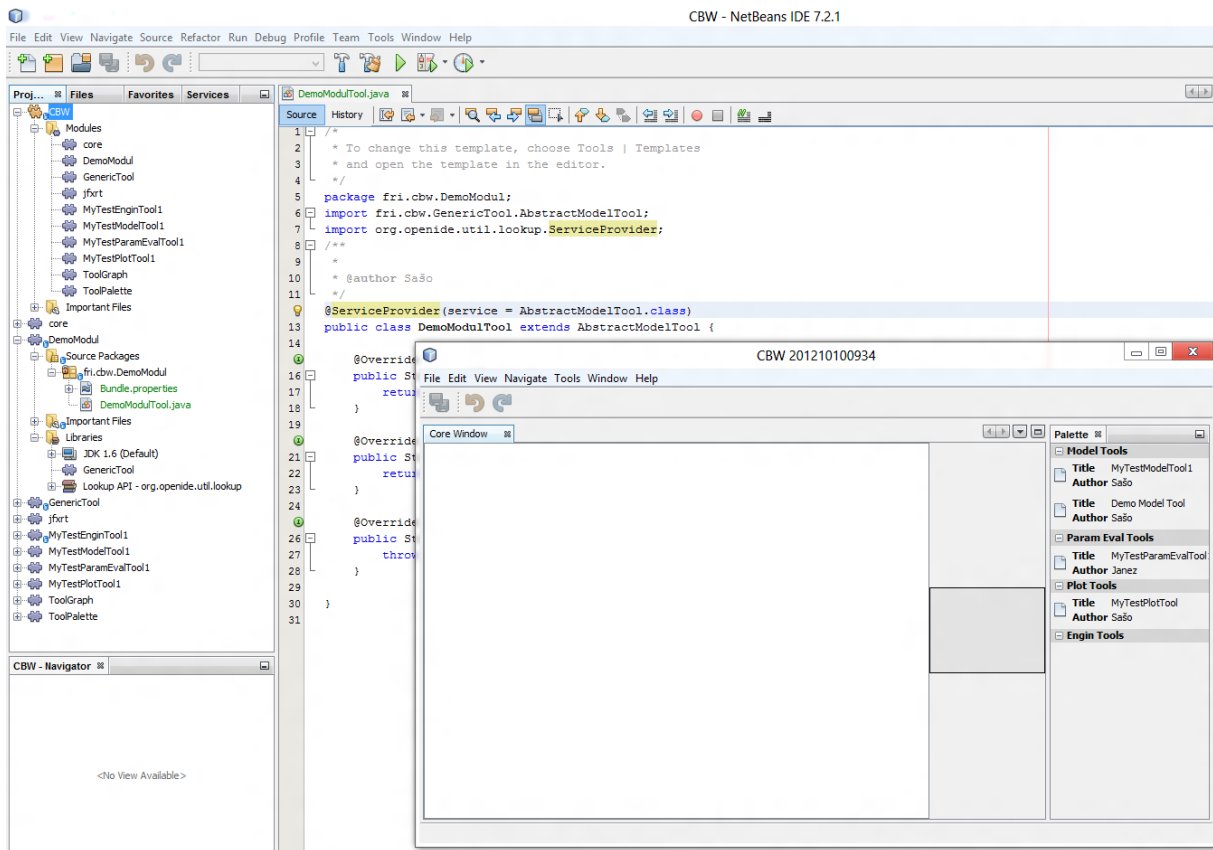 CBW - NetBeans IDE 7.2.1
File Edit View Navigate Source Refactor Run Debug Profile Team Tools Window Help
Proj... Files Favorites Services
CBW
Modules
core
DemoModul
GenericTool
jfxrt
MyTestEnginTool1
MyTestModelTool1
MyTestParamEvalTool1
MyTestPlotTool1
ToolGraph
ToolPalette
Important Files
core
DemoModul
Source Packages
fri.cbw.DemoModul
Bundle.properties
DemoModulTool.java
Important Files
Libraries
JDK 1.6 (Default)
GenericTool
Lookup API - org.openide.util.lookup
GenericTool
jfxrt
MyTestEnginTool1
MyTestModelTool1
MyTestParamEvalTool1
MyTestPlotTool1
ToolGraph
ToolPalette
CBW - Navigator
<No View Available>
DemoModulTool.java
Source History
1 /*
2 * To change this template, choose Tools | Templates
3 * and open the template in the editor.
4 */
5 package fri.cbw.DemoModul;
6 import fri.cbw.GenericTool.AbstractModelTool;
7 import org.openide.util.lookup.ServiceProvider;
8 /**
9 *
10 * @author Sašo
11 */
@ServiceProvider(service = AbstractModelTool.class)
13 public class DemoModulTool extends AbstractModelTool {
14
@Override
16 public St
17 retur
18 }
19
@Override
21 public St
22 retur
23 }
24
@Override
26 public St
27 throw
28 }
29
30 }
31
CBW 201210100934
File Edit View Navigate Tools Window Help
Core Window
Palette
Model Tools
Title MyTestModelTool1
Author Sašo
Title Demo Model Tool
Author Sašo
Param Eval Tools
Title MyTestParamEvalTool
Author Janez
Plot Tools
Title MyTestPlotTool
Author Sašo
Engin Tools